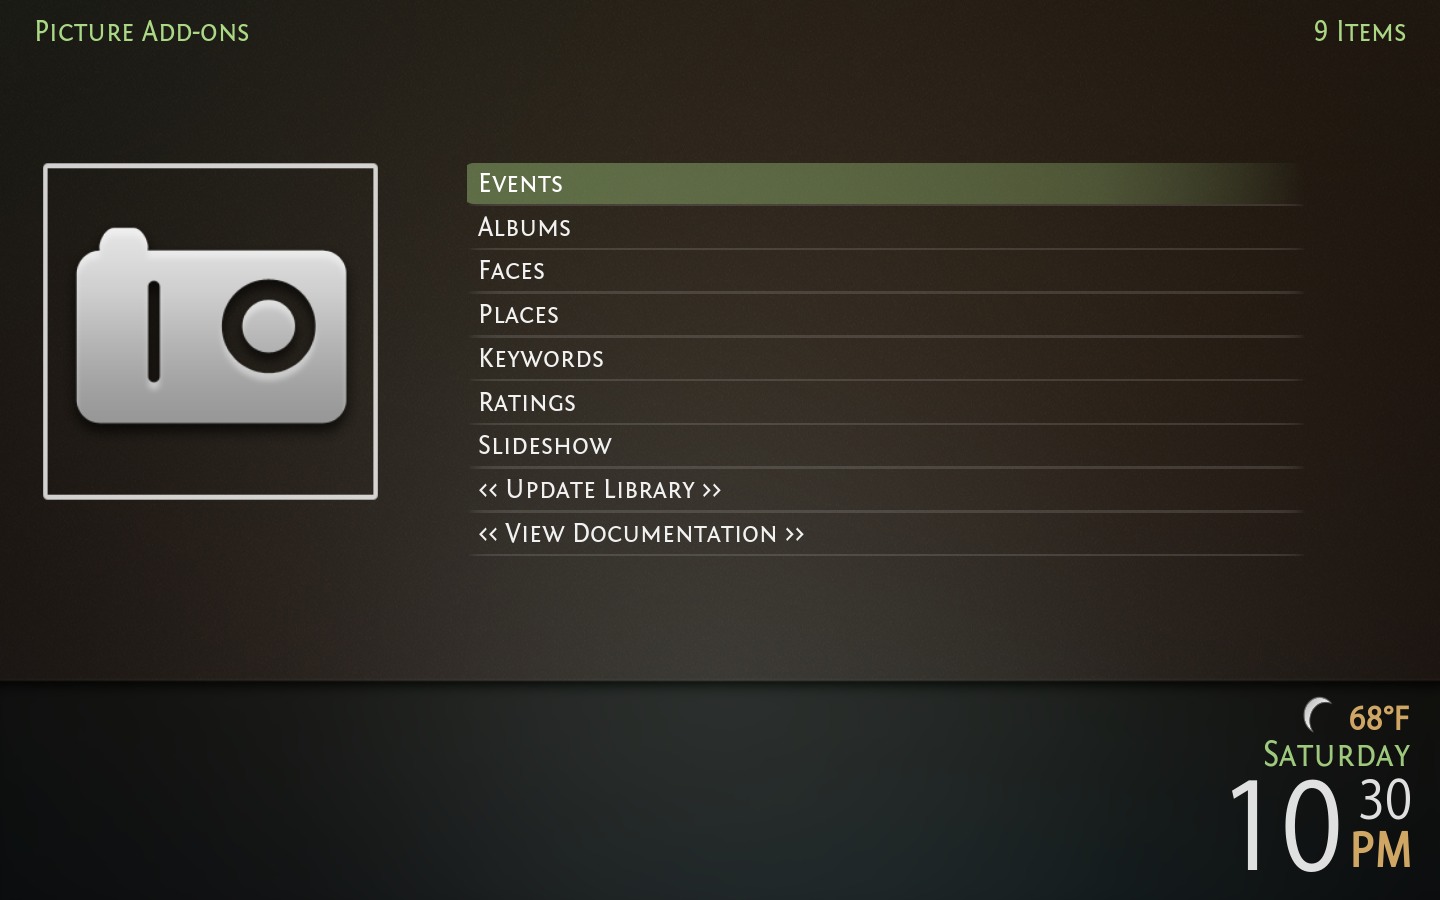 Picture Add-ons
9 Items
Events
Albums
Faces
Places
Keywords
Ratings
Slideshow
<< Update Library >>
<< View Documentation >>
68°F
Saturday
10 30 PM